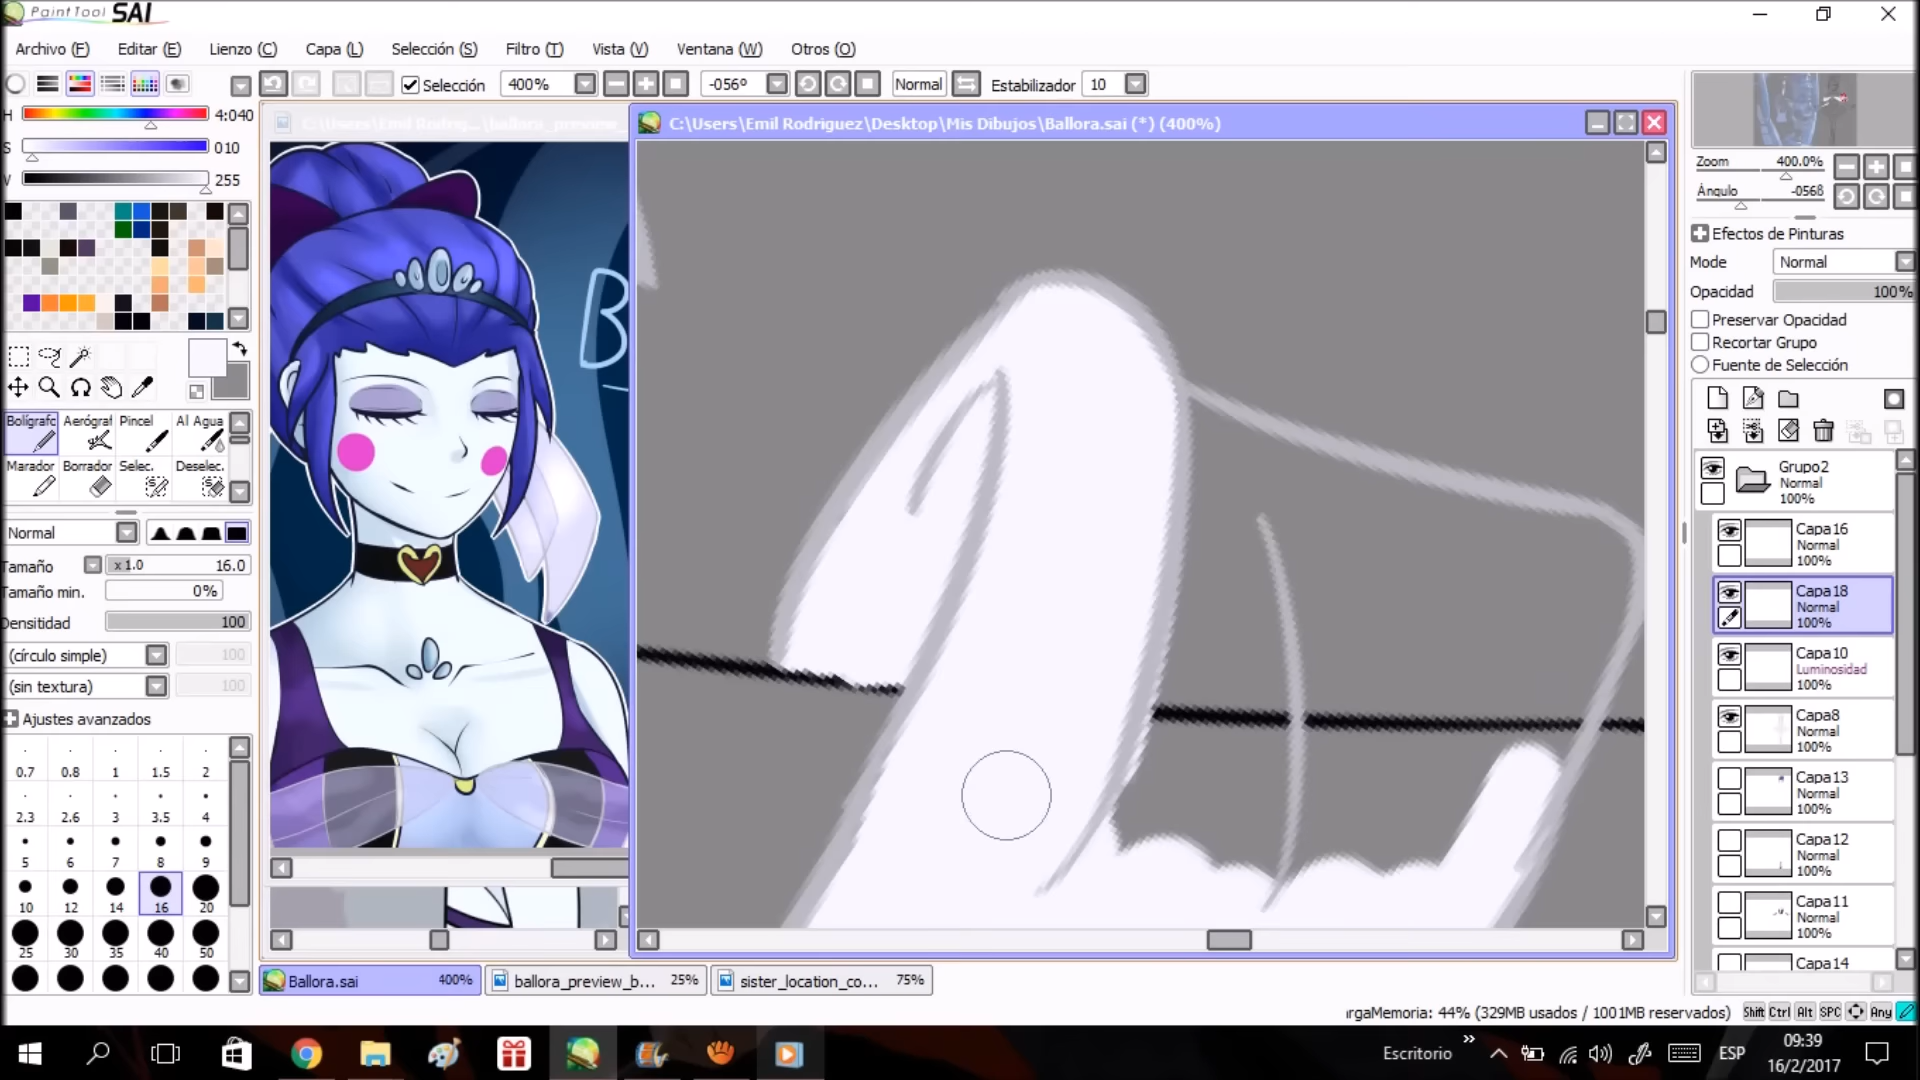 PaintTool SAI
Archivo (F) Editar (E) Lienzo (C) Capa (L) Selección (S) Filtro (T) Vista (V) Ventana (W) Otros (O)
Selección 400% -056º Normal Estabilizador 10
H 4:040
S 010
V 255
C:\Users\Emil Rodriguez\Desktop\Mis Dibujos\Ballora.sai (*) (400%)
B
Zoom 400.0%
Ángulo -056ß
Efectos de Pinturas
Mode Normal
Opacidad 100%
Preservar Opacidad
Recortar Grupo
Fuente de Selección
Bolígrafo Aerógraf Pincel Al Agua
Marador Borrador Selec. Deselec.
Normal
Tamaño x 1.0 16.0
Tamaño min. 0%
Densitidad 100
(círculo simple) 100
(sin textura) 100
Ajustes avanzados
0.7 0.8 1 1.5 2
2.3 2.6 3 3.5 4
5 6 7 8 9
10 12 14 16 20
25 30 35 40 50
Grupo2
Normal
100%
Capa16
Normal
100%
Capa18
Normal
100%
Capa10
Luminosidad
100%
Capa8
Normal
100%
Capa13
Normal
100%
Capa12
Normal
100%
Capa11
Normal
100%
Capa14
Ballora.sai 400% ballora_preview_b... 25% sister_location_co... 75%
argaMemoria: 44% (329MB usados / 1001MB reservados) Shift Ctrl Alt SPC Any
Escritorio » ESP 09:39
16/2/2017